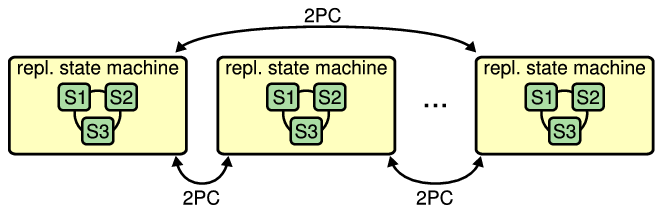 2PC
repl. state machine
S1 S2
S3
repl. state machine
S1 S2
S3
...
repl. state machine
S1 S2
S3
2PC
2PC